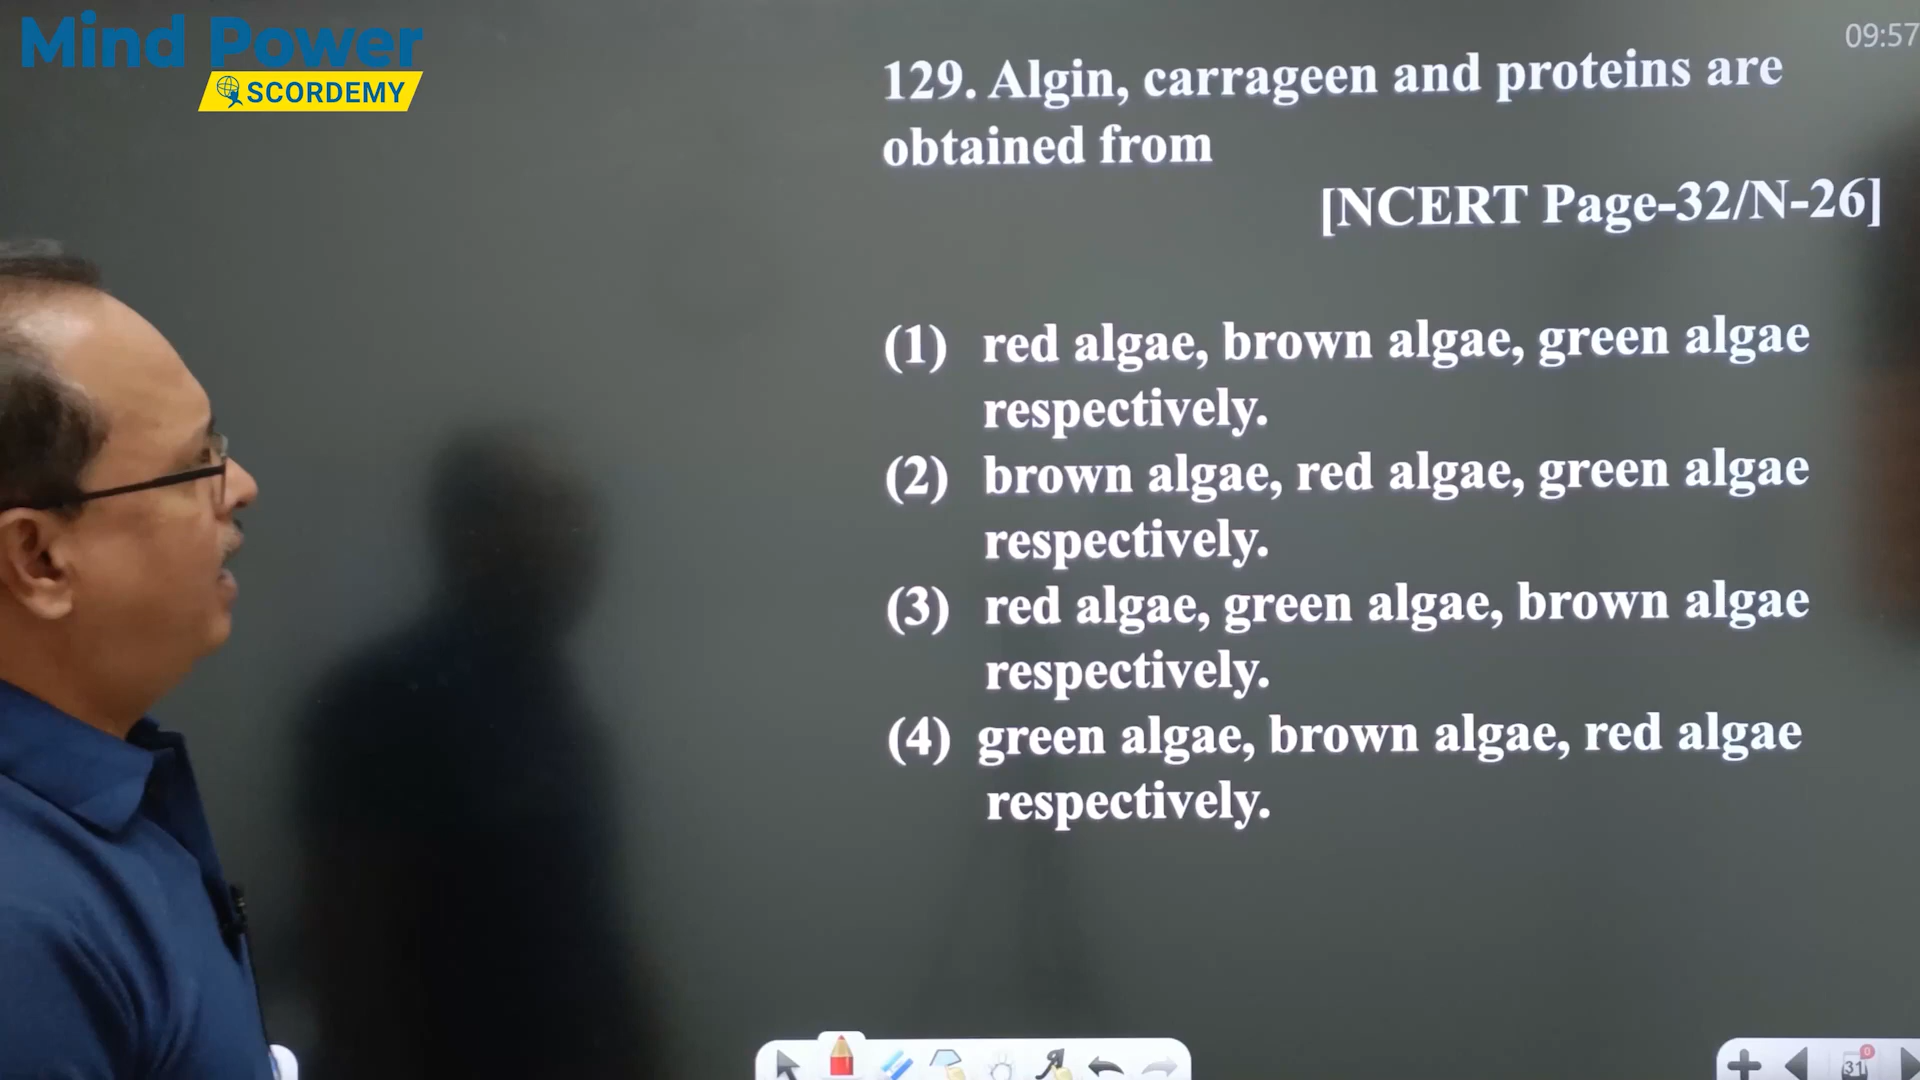 Mind Power
SCORDEMY
09:57
129. Algin, carrageen and proteins are
obtained from
[NCERT Page-32/N-26]
(1) red algae, brown algae, green algae
respectively.
(2) brown algae, red algae, green algae
respectively.
(3) red algae, green algae, brown algae
respectively.
(4) green algae, brown algae, red algae
respectively.
31
0